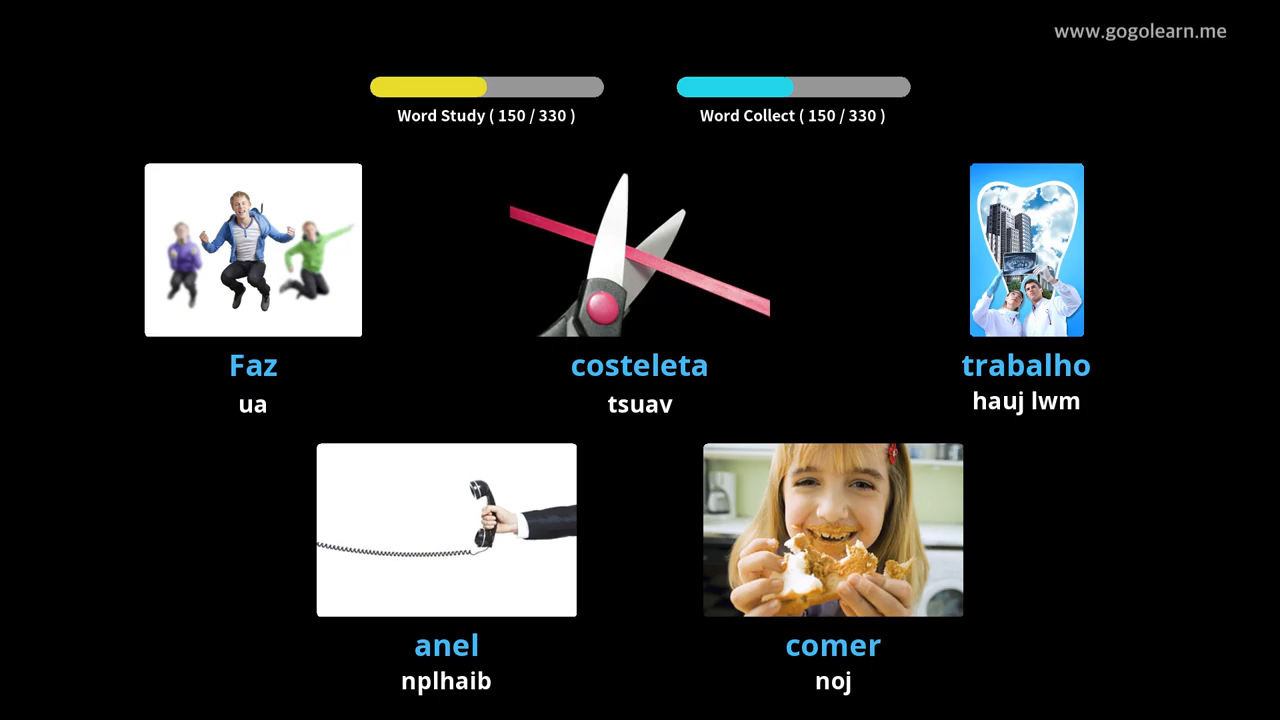 www.gogolearn.me
Word Study ( 150 / 330 )
Word Collect ( 150 / 330 )
Faz
ua
costeleta
tsuav
trabalho
hauj lwm
anel
nplhaib
comer
noj